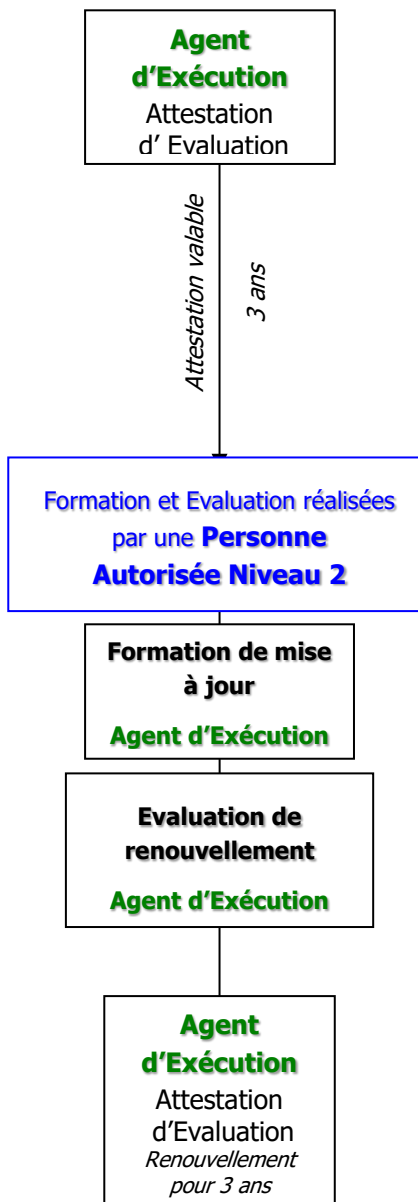 Agent
d’Exécution
Attestation
d’ Evaluation
Attestation valable
3 ans
Formation et Evaluation réalisées
par une Personne
Autorisée Niveau 2
Formation de mise
à jour
Agent d’Exécution
Evaluation de
renouvellement
Agent d’Exécution
Agent
d’Exécution
Attestation
d’Evaluation
Renouvellement
pour 3 ans